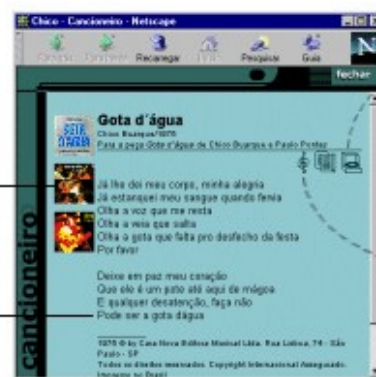 Chico - Cancioneiro - Netscape
Recarregar
Pesquisar
Guia
N
fechar
cancioneiro
GOTA D'ÁGUA
Gota d´água
Chico Buarque/1975
Para a peça Gota d'água de Chico Buarque e Paulo Pontes
Já lhe dei meu corpo, minha alegria
Já estanquei meu sangue quando fervia
Olha a voz que me resta
Olha a veia que salta
Olha a gota que falta pro desfecho da festa
Por favor
Deixe em paz meu coração
Que ele é um pote até aqui de mágoa
E qualquer desatenção, faça não
Pode ser a gota dágua
1975 © by Cara Nova Editora Musical Ltda. Rua Lisboa, 74 - São
Paulo - SP
Todos os direitos reservados. Copyright Internacional Assegurado.
Impresso no Brasil